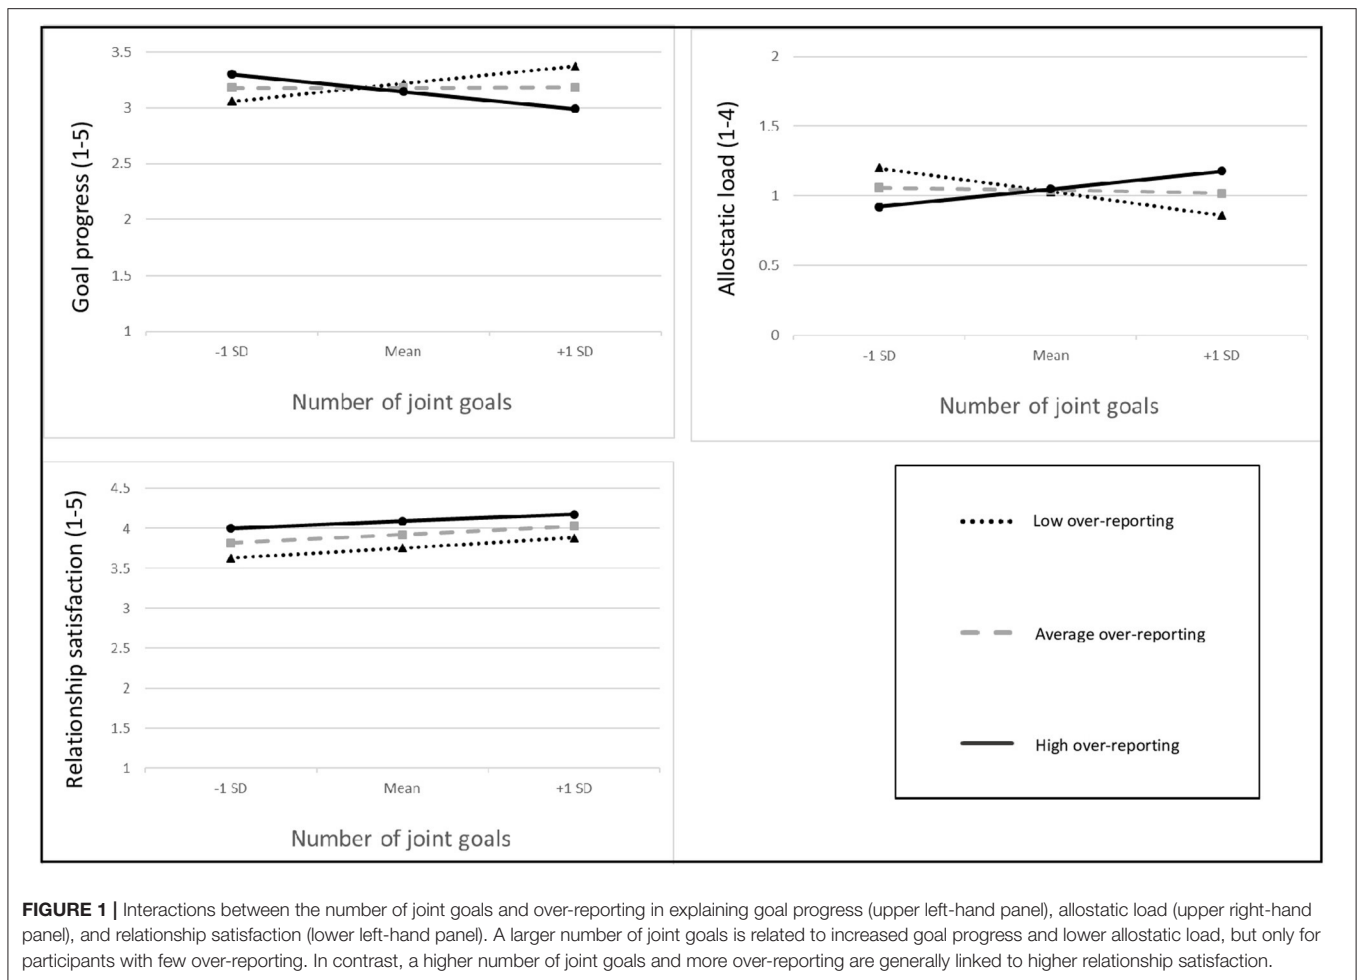 3.5
3
2.5
2
1.5
1
Goal progress (1-5)
-1 SD Mean +1 SD
Number of joint goals
2
1.5
1
0.5
0
Allostatic load (1-4)
-1 SD Mean +1 SD
Number of joint goals
4.5
4
3.5
3
2.5
2
1.5
1
Relationship satisfaction (1-5)
-1 SD Mean +1 SD
Number of joint goals
Low over-reporting
Average over-reporting
High over-reporting
FIGURE 1 | Interactions between the number of joint goals and over-reporting in explaining goal progress (upper left-hand panel), allostatic load (upper right-hand
panel), and relationship satisfaction (lower left-hand panel). A larger number of joint goals is related to increased goal progress and lower allostatic load, but only for
participants with few over-reporting. In contrast, a higher number of joint goals and more over-reporting are generally linked to higher relationship satisfaction.